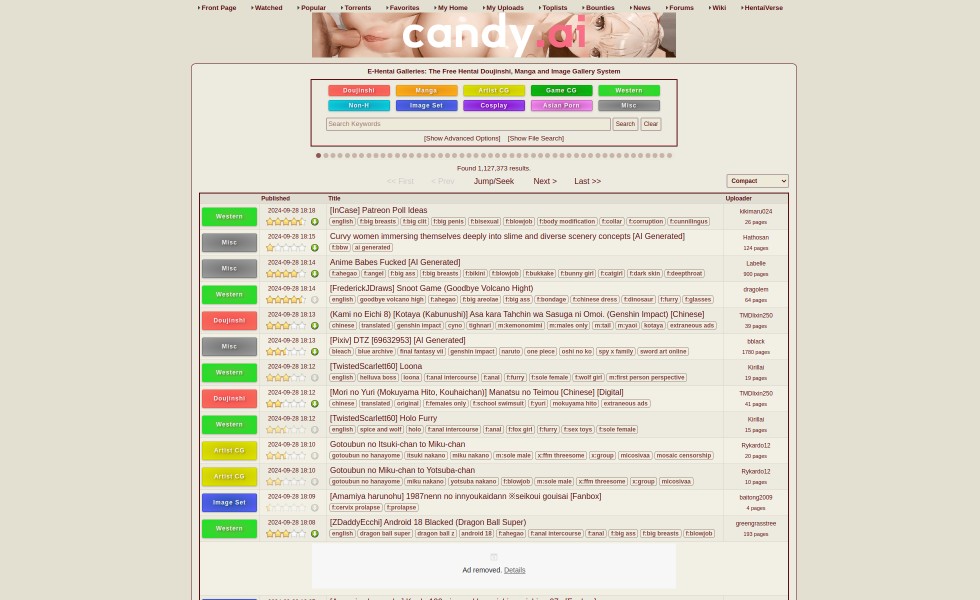 Front Page Watched Popular Torrents Favorites My Home My Uploads Toplists Bounties News Forums Wiki HentaiVerse
candy.ai
E-Hentai Galleries: The Free Hentai Doujinshi, Manga and Image Gallery System
Doujinshi Manga Artist CG Game CG Western
Non-H Image Set Cosplay Asian Porn Misc
Search Keywords Search Clear
[Show Advanced Options] [Show File Search]
Found 1,127,373 results.
<< First < Prev Jump/Seek Next > Last >> Compact
Published Title Uploader
Western 2024-09-28 18:18 [InCase] Patreon Poll Ideas kikimaru024
english f:big breasts f:big clit f:big penis f:bisexual f:blowjob f:body modification f:collar f:corruption f:cunnilingus 26 pages
Misc 2024-09-28 18:15 Curvy women immersing themselves deeply into slime and diverse scenery concepts [AI Generated] Hathosan
f:bbw ai generated 124 pages
Misc 2024-09-28 18:14 Anime Babes Fucked [AI Generated] Labelle
f:ahegao f:angel f:big ass f:big breasts f:bikini f:blowjob f:bukkake f:bunny girl f:catgirl f:dark skin f:deepthroat 900 pages
Western 2024-09-28 18:14 [FrederickJDraws] Snoot Game (Goodbye Volcano High) dragolem
english goodbye volcano high f:ahegao f:big areolae f:big ass f:bondage f:chinese dress f:dinosaur f:furry f:glasses 64 pages
Doujinshi 2024-09-28 18:13 (Kami no Eichi 8) [Kotaya (Kabunushi)] Asa kara Tahchin wa Sasuga ni Omoi. (Genshin Impact) [Chinese] TMDIxin250
chinese translated genshin impact cyno tighnari m:kemonomimi m:males only m:tail m:yaoi kotaya extraneous ads 39 pages
Misc 2024-09-28 18:13 [Pixiv] DTZ [69632953] [AI Generated] bblack
bleach blue archive final fantasy vii genshin impact naruto one piece oshi no ko spy x family sword art online 1780 pages
Western 2024-09-28 18:12 [TwistedScarlett60] Loona Kirillai
english helluva boss loona f:anal intercourse f:anal f:furry f:sole female f:wolf girl m:first person perspective 19 pages
Doujinshi 2024-09-28 18:12 [Mori no Yuri (Mokuyama Hito, Kouhaichan)] Manatsu no Teimou [Chinese] [Digital] TMDIxin250
chinese translated original f:females only f:school swimsuit f:yuri mokuyama hito extraneous ads 41 pages
Western 2024-09-28 18:12 [TwistedScarlett60] Holo Furry Kirillai
english spice and wolf holo f:anal intercourse f:anal f:fox girl f:furry f:sex toys f:sole female 15 pages
Artist CG 2024-09-28 18:10 Gotoubun no Itsuki-chan to Miku-chan Rykardo12
gotoubun no hanayome itsuki nakano miku nakano m:sole male x:ffm threesome x:group micosivaa mosaic censorship 20 pages
Artist CG 2024-09-28 18:10 Gotoubun no Miku-chan to Yotsuba-chan Rykardo12
gotoubun no hanayome miku nakano yotsuba nakano f:blowjob m:sole male x:ffm threesome x:group micosivaa 10 pages
Image Set 2024-09-28 18:09 [Amamiya harunohu] 1987nenn no innyoukaidann ※seikoui gouisai [Fanbox] baitong2009
f:cervix prolapse f:prolapse 4 pages
Western 2024-09-28 18:08 [ZDaddyEcchi] Android 18 Blacked (Dragon Ball Super) greengrasstree
english dragon ball super dragon ball z android 18 f:ahegao f:anal intercourse f:anal f:big ass f:big breasts f:blowjob 193 pages
Ad removed. Details